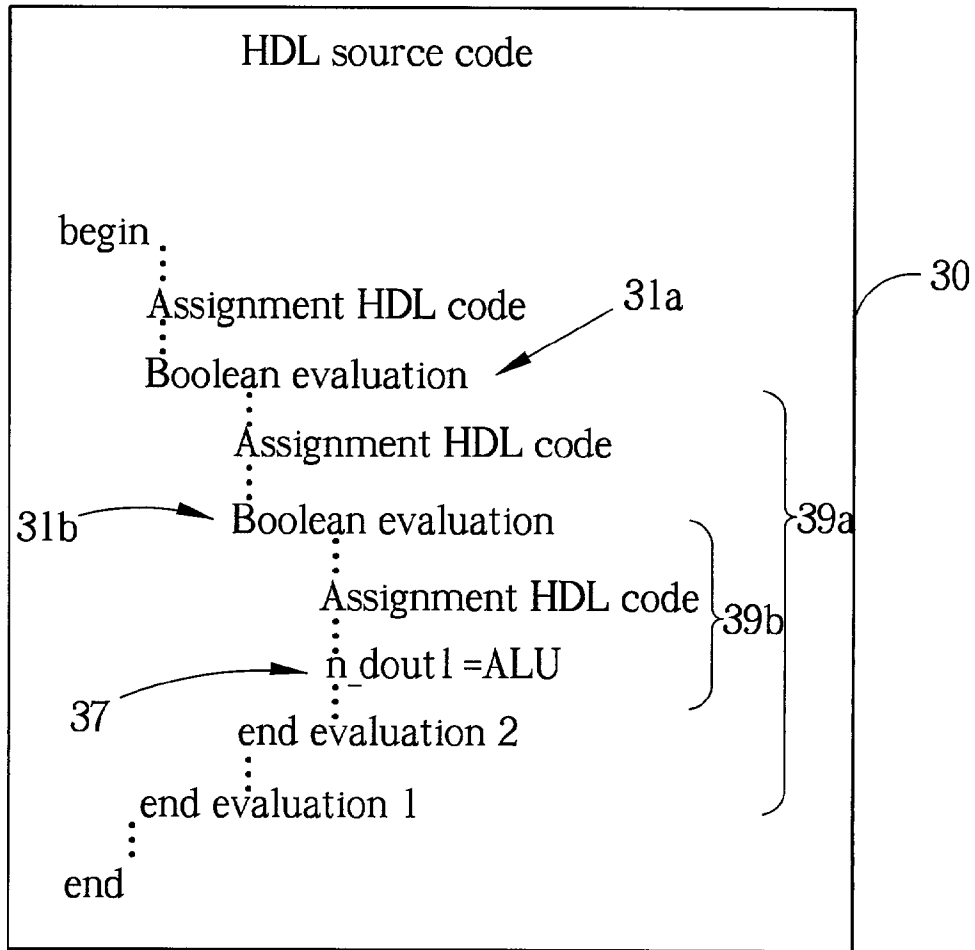 HDL source code
begin
Assignment HDL code
31a
30
Boolean evaluation
Assignment HDL code
31b
Boolean evaluation
39a
Assignment HDL code
39b
n_dout1=ALU
37
end evaluation 2
end evaluation 1
end